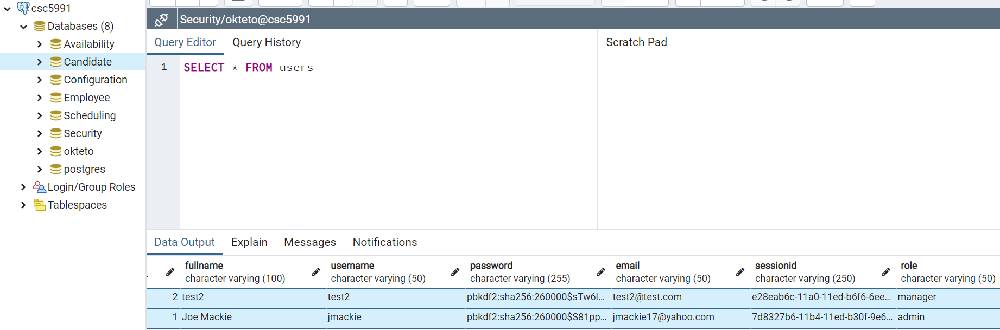 csc5991
Databases (8)
Availability
Candidate
Configuration
Employee
Scheduling
Security
okteto
postgres
Login/Group Roles
Tablespaces
Security/okteto@csc5991
Query Editor Query History Scratch Pad
1 SELECT * FROM users
Data Output Explain Messages Notifications
fullname username password email sessionid role
character varying (100) character varying (50) character varying (255) character varying (50) character varying (250) character varying (50)
2 test2 test2 pbkdf2:sha256:260000$sTw6l... test2@test.com e28eab6c-11a0-11ed-b6f6-6ee... manager
1 Joe Mackie jmackie pbkdf2:sha256:260000$S81pp... jmackie17@yahoo.com 7d8327b6-11b4-11ed-b30f-9e6... admin